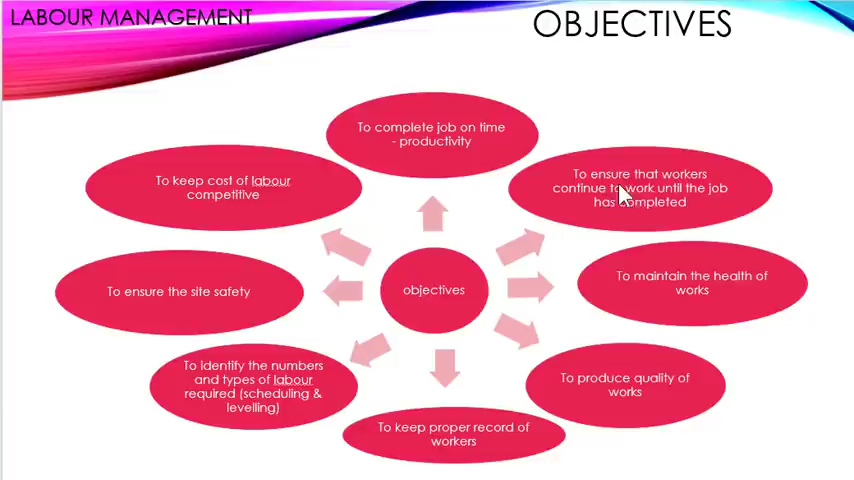 LABOUR MANAGEMENT
OBJECTIVES
To complete job on time
- productivity
To ensure that workers
continue to work until the job
has completed
To maintain the health of
works
To produce quality of
works
To keep proper record of
workers
To identify the numbers
and types of labour
required (scheduling &
levelling)
To ensure the site safety
To keep cost of labour
competitive
objectives